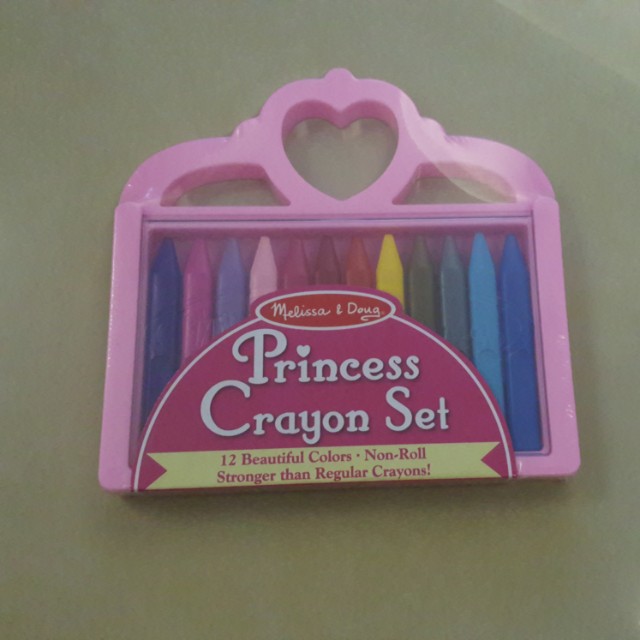 Melissa & Doug
Princess
Crayon Set
12 Beautiful Colors · Non-Roll
Stronger than Regular Crayons!